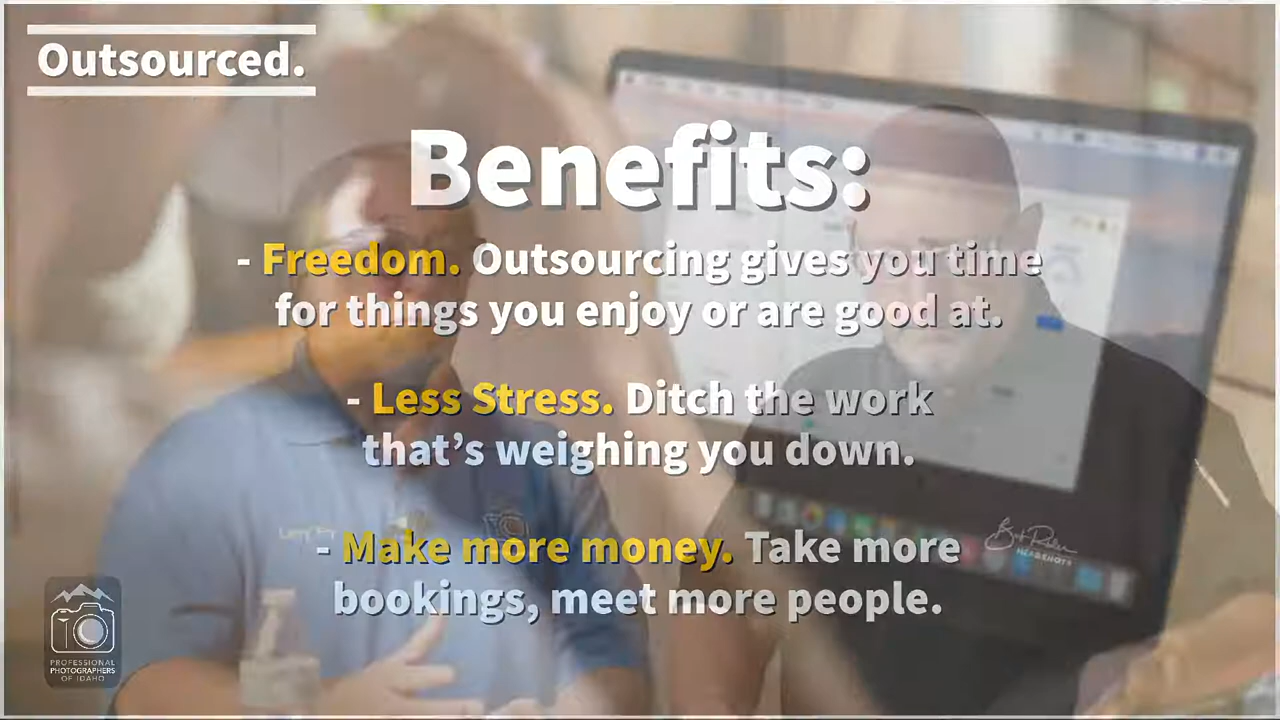 Outsourced.
Benefits:
- Freedom. Outsourcing gives you time
for things you enjoy or are good at.
- Less Stress. Ditch the work
that’s weighing you down.
- Make more money. Take more
bookings, meet more people.
HEADSHOTS
PROFESSIONAL
PHOTOGRAPHERS
OF IDAHO